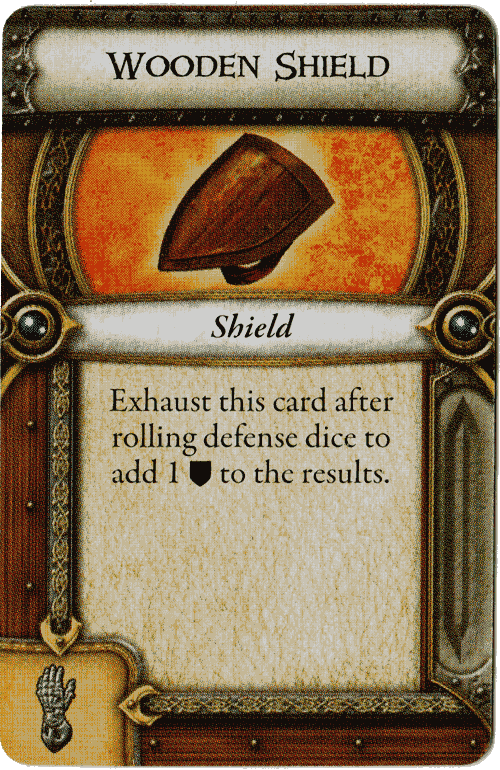 WOODEN SHIELD
Shield
Exhaust this card after
rolling defense dice to
add 1 to the results.